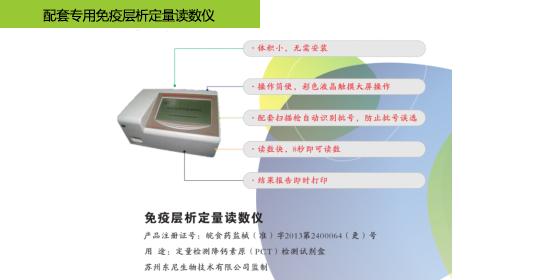 配套专用免疫层析定量读数仪
·体积小，无需安装
·操作简便，彩色液晶触摸大屏操作
·配套扫描枪自动识别批号，防止批号误选
·读数快，8秒即可读数
·结果报告即时打印
免疫层析定量读数仪
产品注册证号：皖食药监械（准）字2013第2400064（更）号
用 途：定量检测降钙素原（PCT）检测试剂盒
苏州东尼生物技术有限公司监制